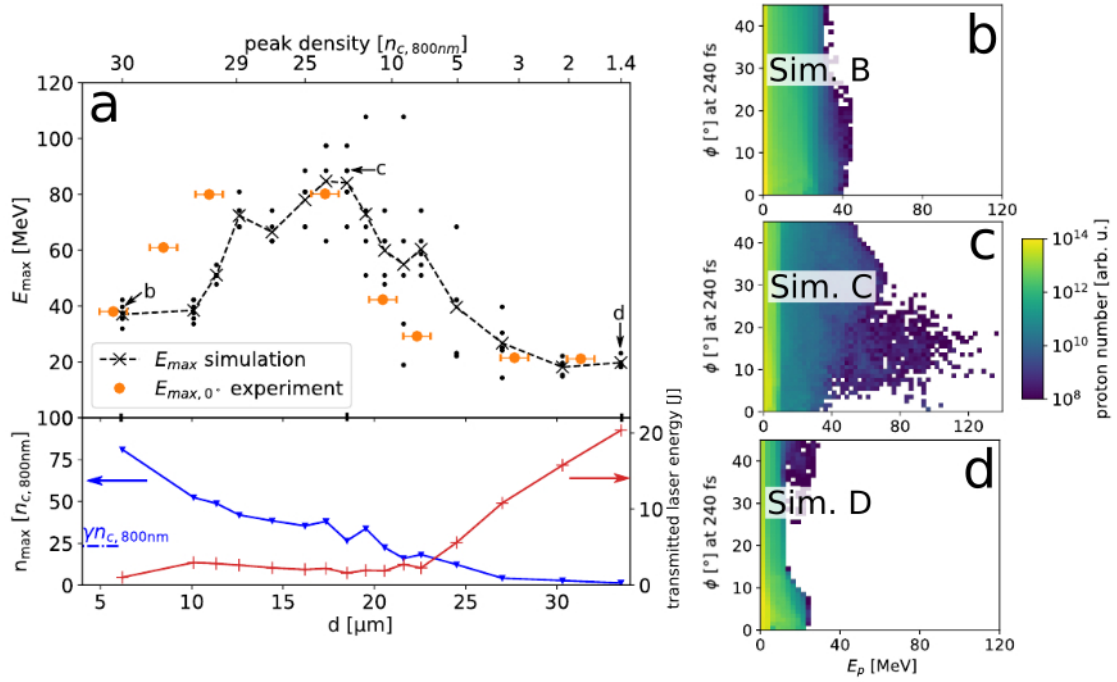 peak density [n_c,800nm]
30 29 25 10 5 3 2 1.4
a
120
100
80
60
40
20
0
E_max [MeV]
b
c
d
E_max simulation
E_max,0° experiment
100
75
50
25
0
n_max [n_c,800nm]
γn_c,800nm
20
10
0
transmitted laser energy [J]
5 10 15 20 25 30
d [μm]
b
Sim. B
ϕ [°] at 240 fs
40
30
20
10
0
0 40 80 120
c
Sim. C
ϕ [°] at 240 fs
40
30
20
10
0
0 20 40 60 80 100 120
10^14
10^12
10^10
10^8
proton number [arb. u.]
d
Sim. D
ϕ [°] at 240 fs
40
30
20
10
0
0 40 80 120
E_p [MeV]